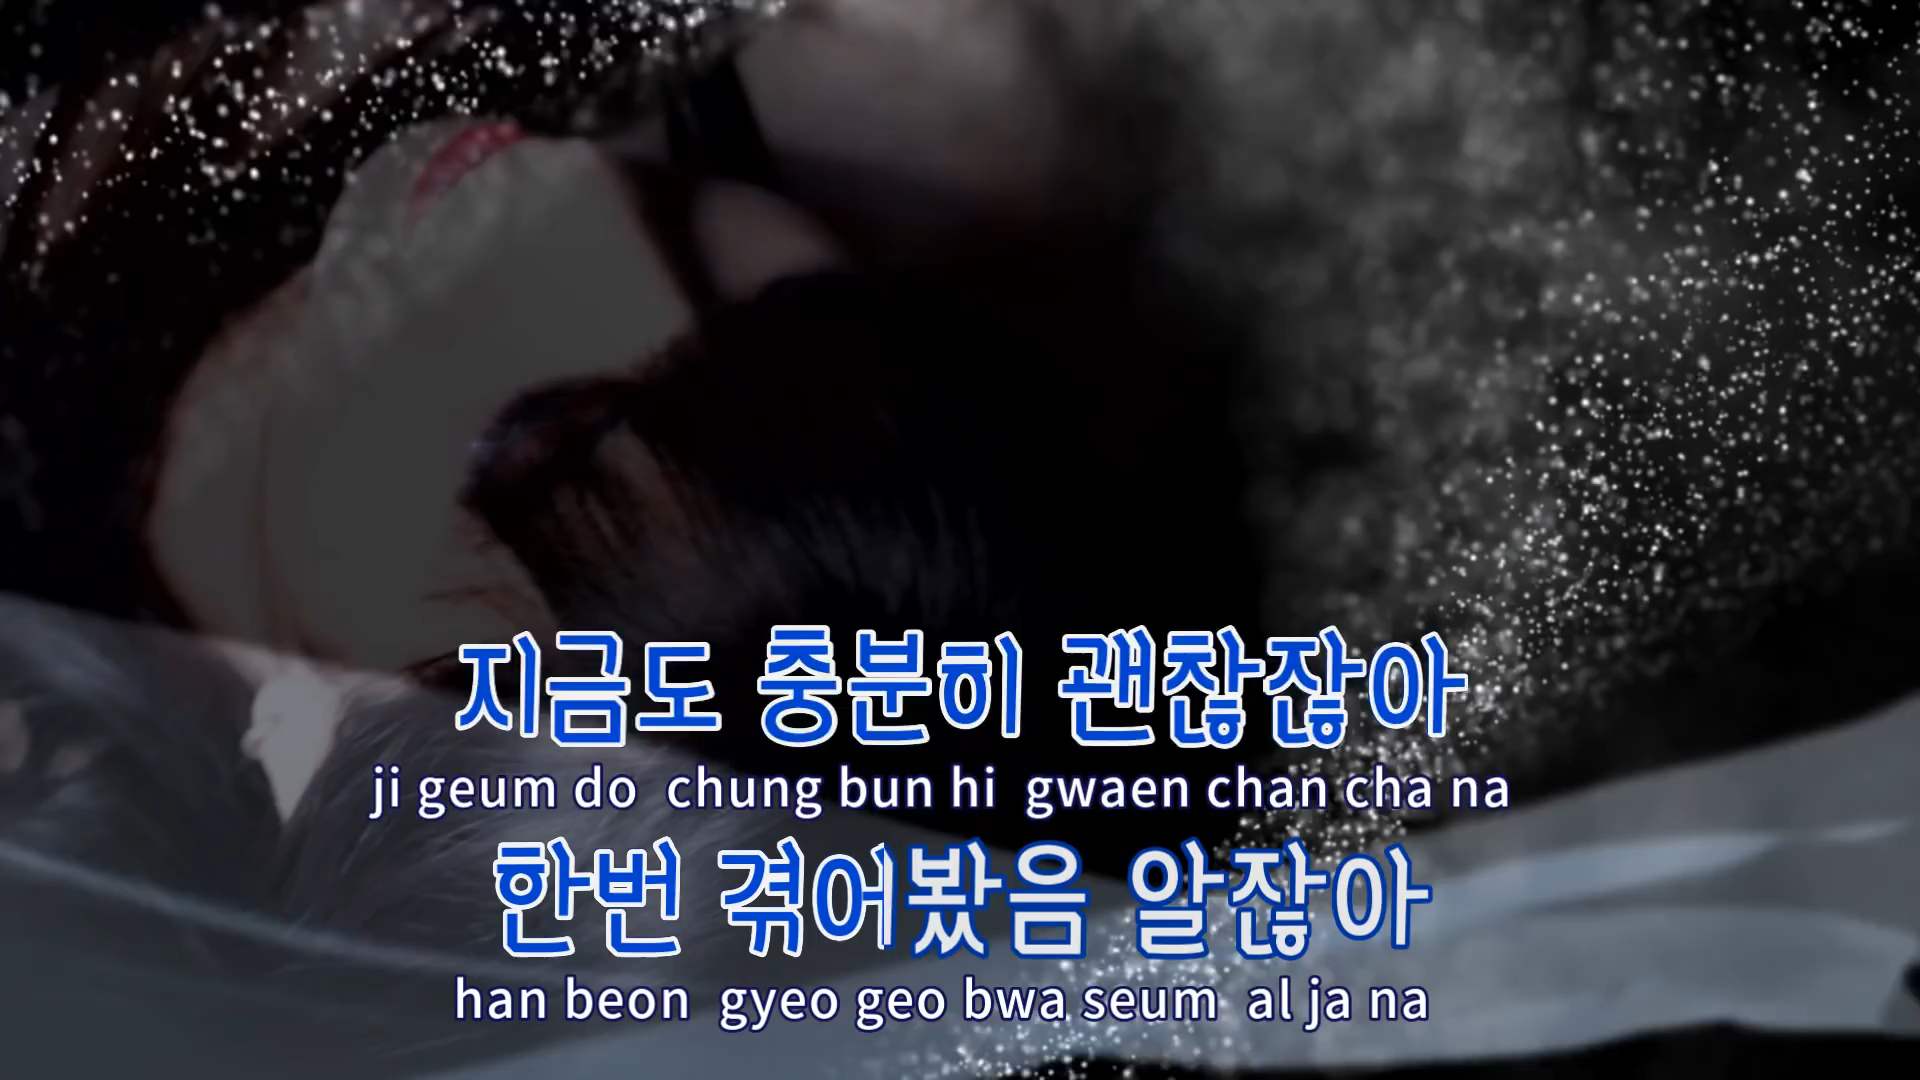 지금도 충분히 괜찮잖아
ji geum do chung bun hi gwaen chan cha na
한번 겪어봤음 알잖아
han beon gyeo geo bwa seum al ja na